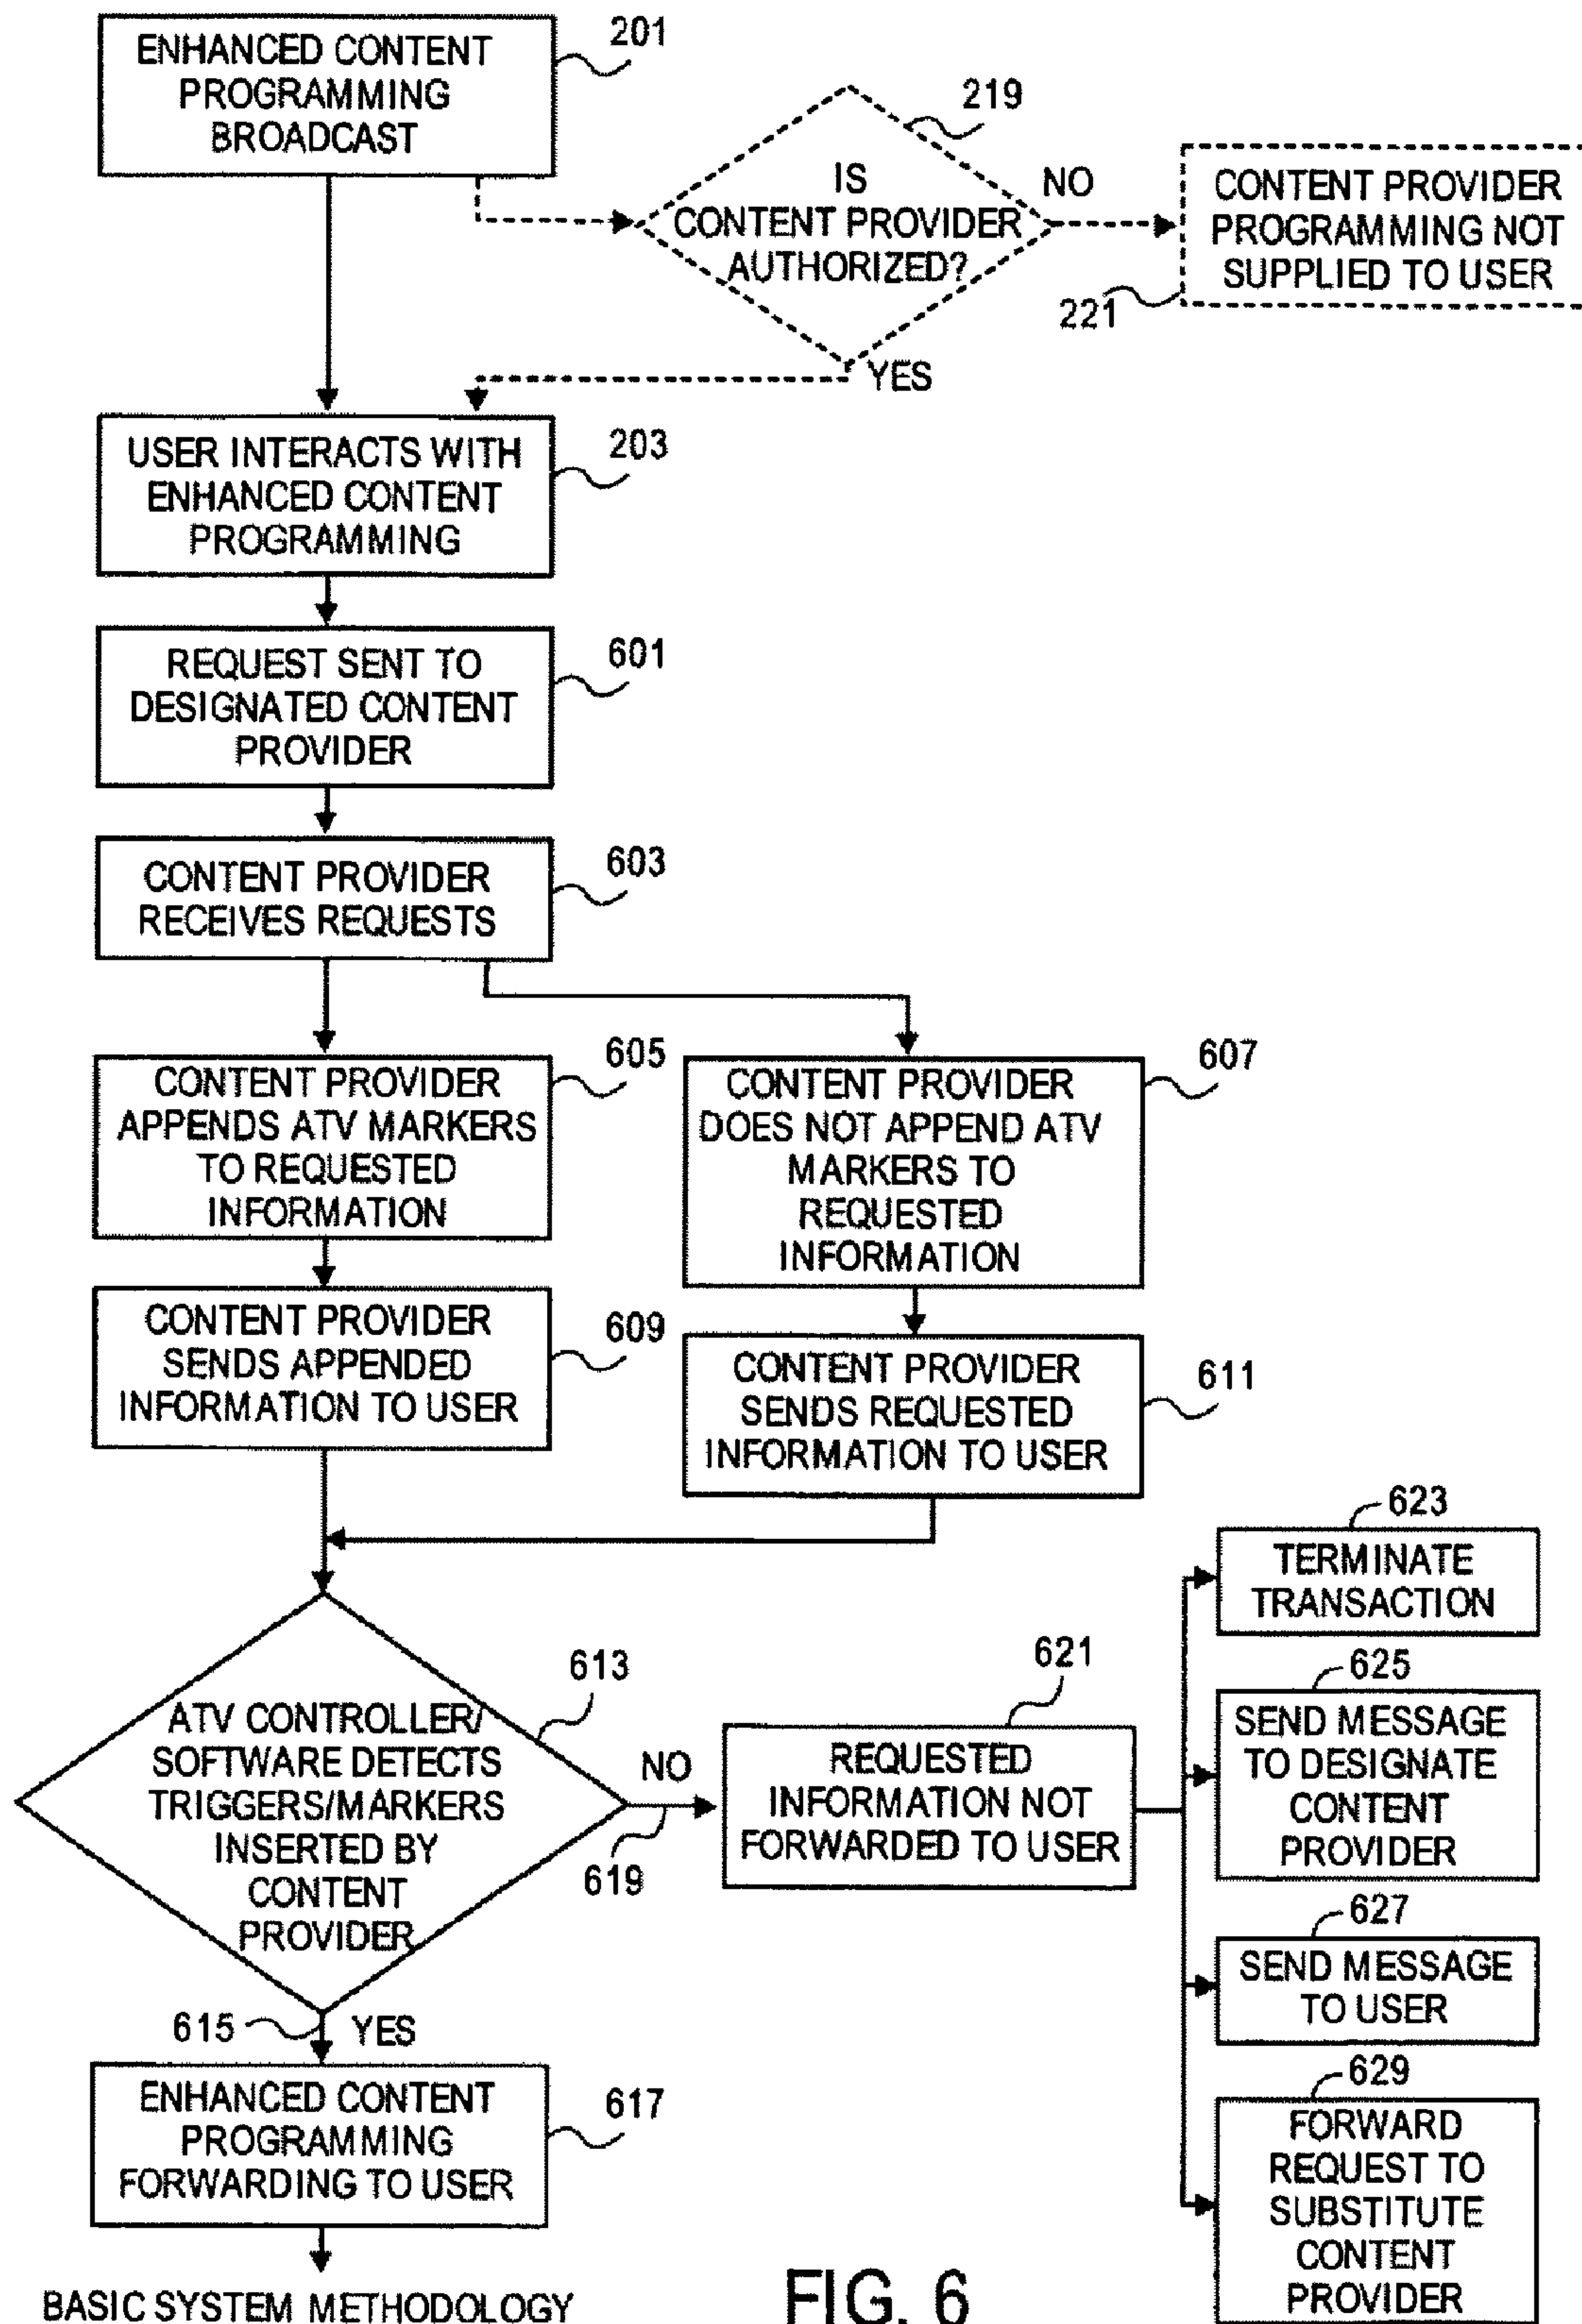 ENHANCED CONTENT
PROGRAMMING
BROADCAST
201
219
IS
CONTENT PROVIDER
AUTHORIZED?
NO
YES
CONTENT PROVIDER
PROGRAMMING NOT
SUPPLIED TO USER
221
USER INTERACTS WITH
ENHANCED CONTENT
PROGRAMMING
203
REQUEST SENT TO
DESIGNATED CONTENT
PROVIDER
601
CONTENT PROVIDER
RECEIVES REQUESTS
603
CONTENT PROVIDER
APPENDS ATV MARKERS
TO REQUESTED
INFORMATION
605
CONTENT PROVIDER
DOES NOT APPEND ATV
MARKERS TO
REQUESTED
INFORMATION
607
CONTENT PROVIDER
SENDS APPENDED
INFORMATION TO USER
609
CONTENT PROVIDER
SENDS REQUESTED
INFORMATION TO USER
611
ATV CONTROLLER/
SOFTWARE DETECTS
TRIGGERS/MARKERS
INSERTED BY
CONTENT
PROVIDER
613
NO
619
REQUESTED
INFORMATION NOT
FORWARDED TO USER
621
623
TERMINATE
TRANSACTION
625
SEND MESSAGE
TO DESIGNATE
CONTENT
PROVIDER
627
SEND MESSAGE
TO USER
629
FORWARD
REQUEST TO
SUBSTITUTE
CONTENT
PROVIDER
615
YES
ENHANCED CONTENT
PROGRAMMING
FORWARDING TO USER
617
BASIC SYSTEM METHODOLOGY
FIG. 6